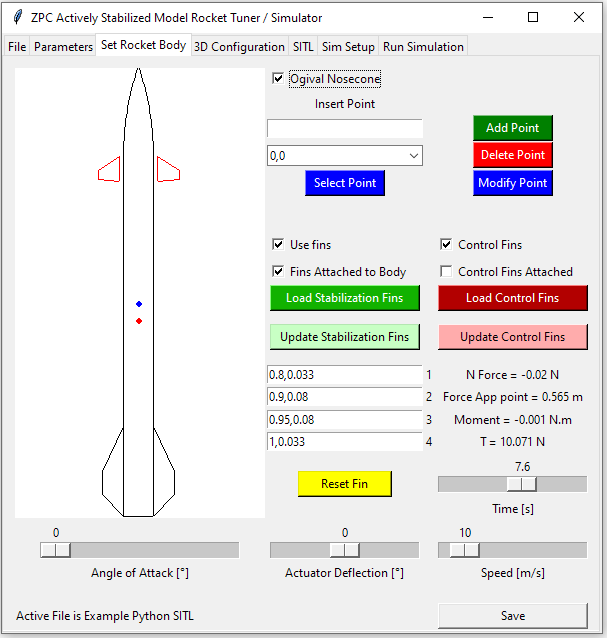 ZPC Actively Stabilized Model Rocket Tuner / Simulator
File Parameters Set Rocket Body 3D Configuration SITL Sim Setup Run Simulation
Ogival Nosecone
Insert Point
Add Point
0,0
Delete Point
Select Point
Modify Point
Use fins
Control Fins
Fins Attached to Body
Control Fins Attached
Load Stabilization Fins
Load Control Fins
Update Stabilization Fins
Update Control Fins
0.8,0.033 1
N Force = -0.02 N
0.9,0.08 2
Force App point = 0.565 m
0.95,0.08 3
Moment = -0.001 N.m
1,0.033 4
T = 10.071 N
7.6
Reset Fin
Time [s]
0
0
10
Angle of Attack [°]
Actuator Deflection [°]
Speed [m/s]
Active File is Example Python SITL
Save